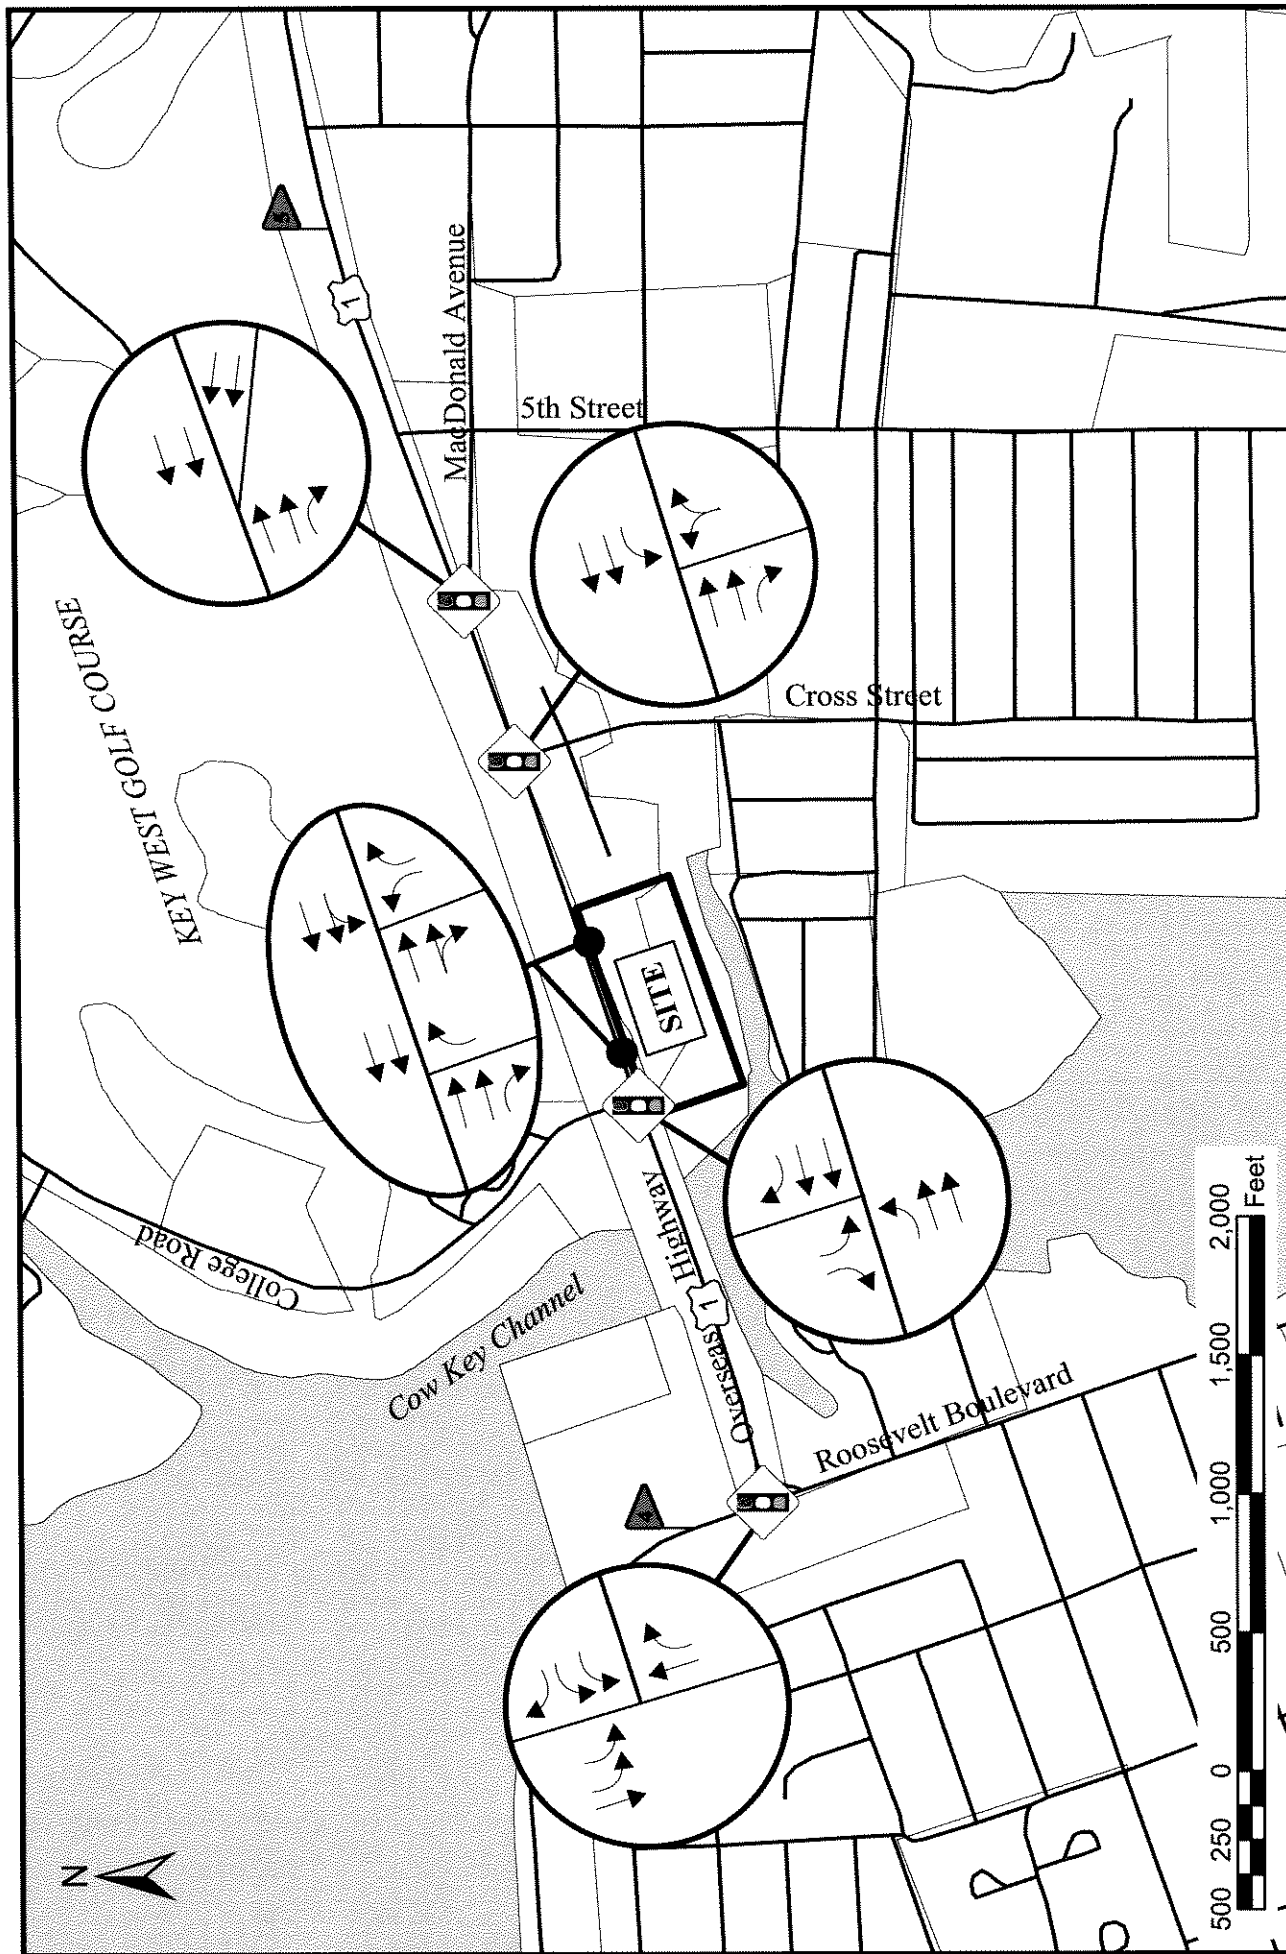 1
MacDonald Avenue
5th Street
KEY WEST GOLF COURSE
Cross Street
SITE
College Road
Cow Key Channel
Overseas Highway
1
Roosevelt Boulevard
N
500 250 0 500 1,000 1,500 2,000
Feet